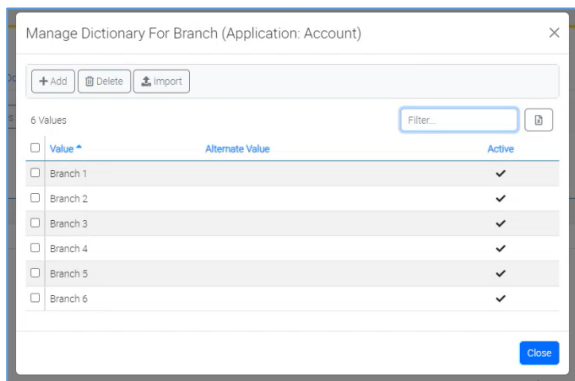 Manage Dictionary For Branch (Application: Account)
Add Delete Import
6 Values Filter...
Value Alternate Value Active
Branch 1
Branch 2
Branch 3
Branch 4
Branch 5
Branch 6
Close